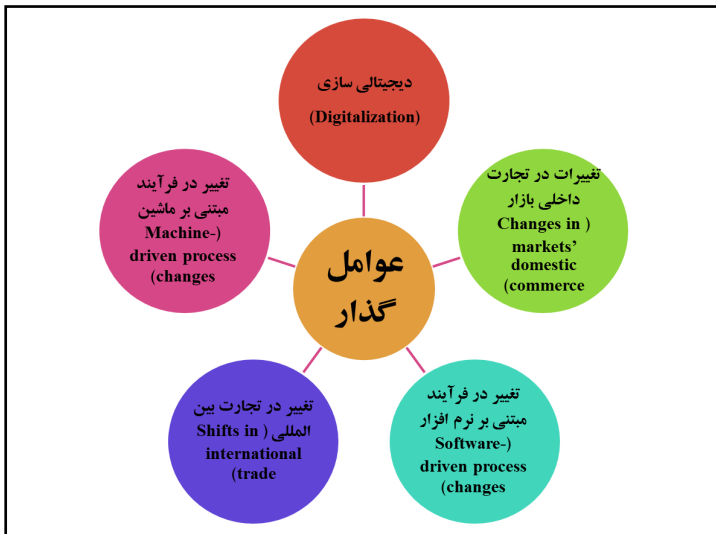 دیجیتالی سازی
(Digitalization)
تغییرات در تجارت
داخلی بازار
Changes in )
markets’
domestic
(commerce
تغییر در فرآیند
مبتنی بر نرم افزار
Software-)
driven process
(changes
تغییر در تجارت بین
المللی ( Shifts in
international
(trade
تغییر در فرآیند
مبتنی بر ماشین
Machine-)
driven process
(changes
عوامل
گذار